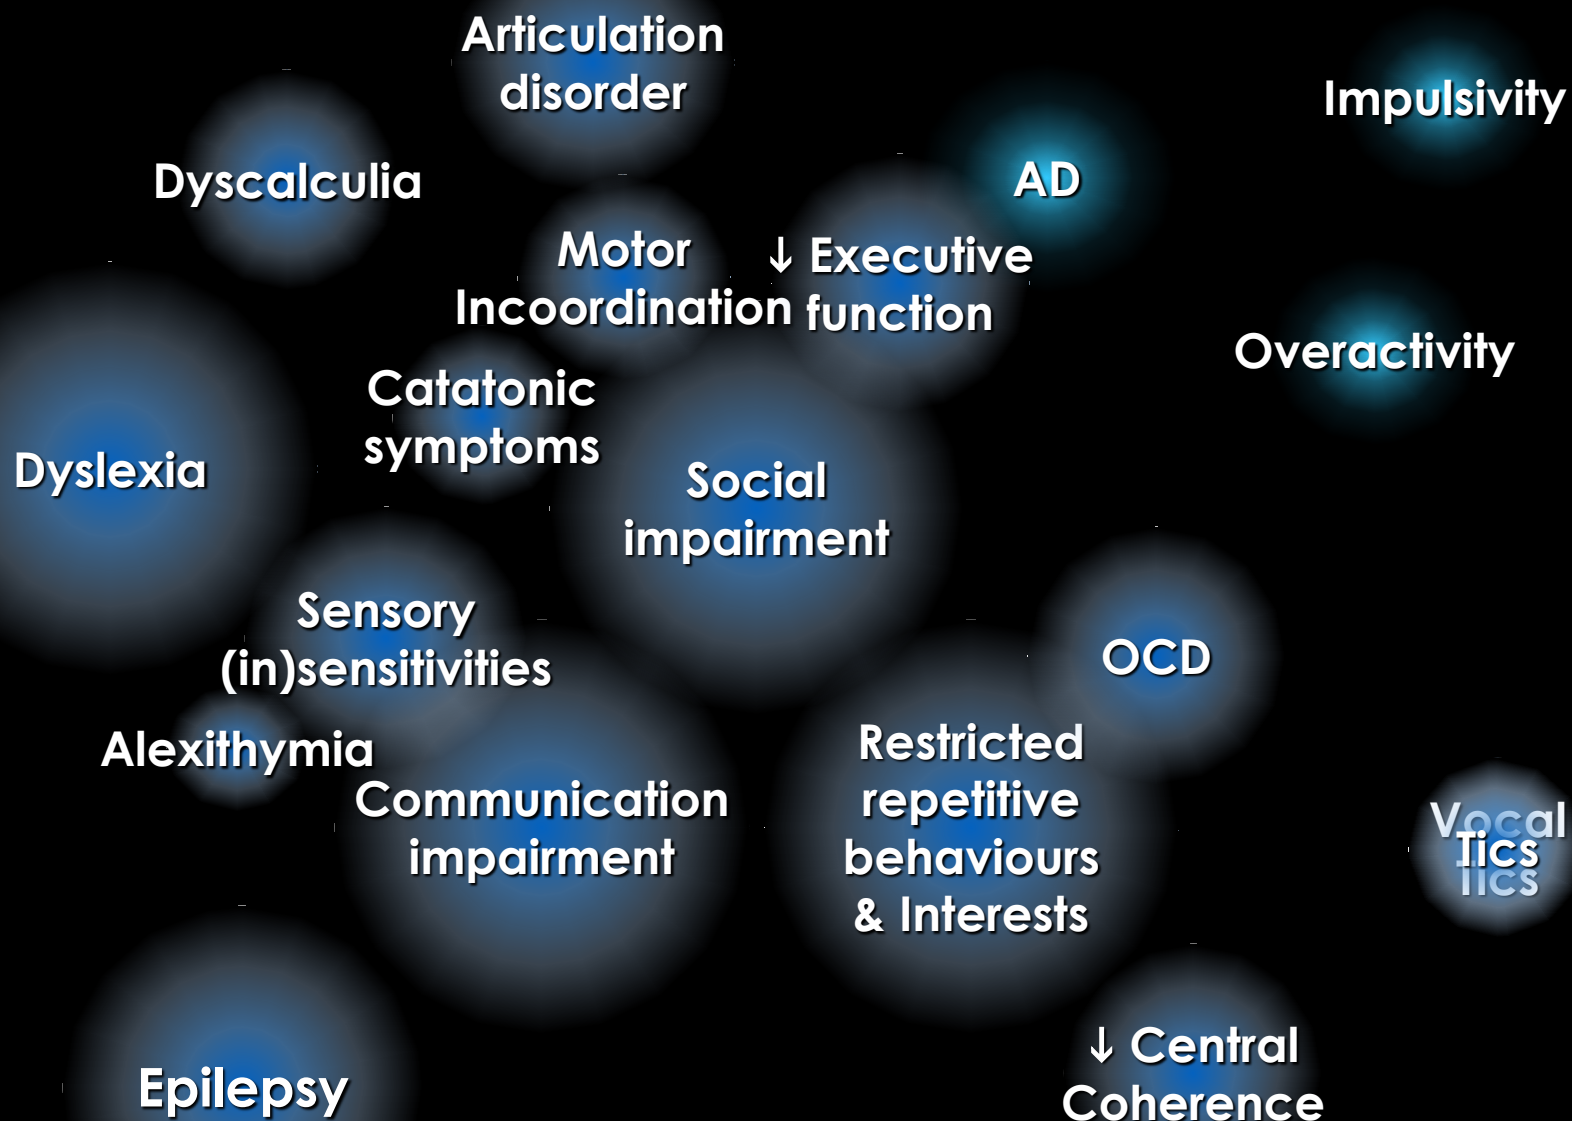 Articulation
disorder
Impulsivity
AD
Dyscalculia
Motor
Incoordination
↓ Executive
function
Overactivity
Catatonic
symptoms
Dyslexia
Social
impairment
Sensory
(in)sensitivities
OCD
Alexithymia
Communication
impairment
Restricted
repetitive
behaviours
& Interests
Vocal
Tics
Tics
Epilepsy
↓ Central
Coherence